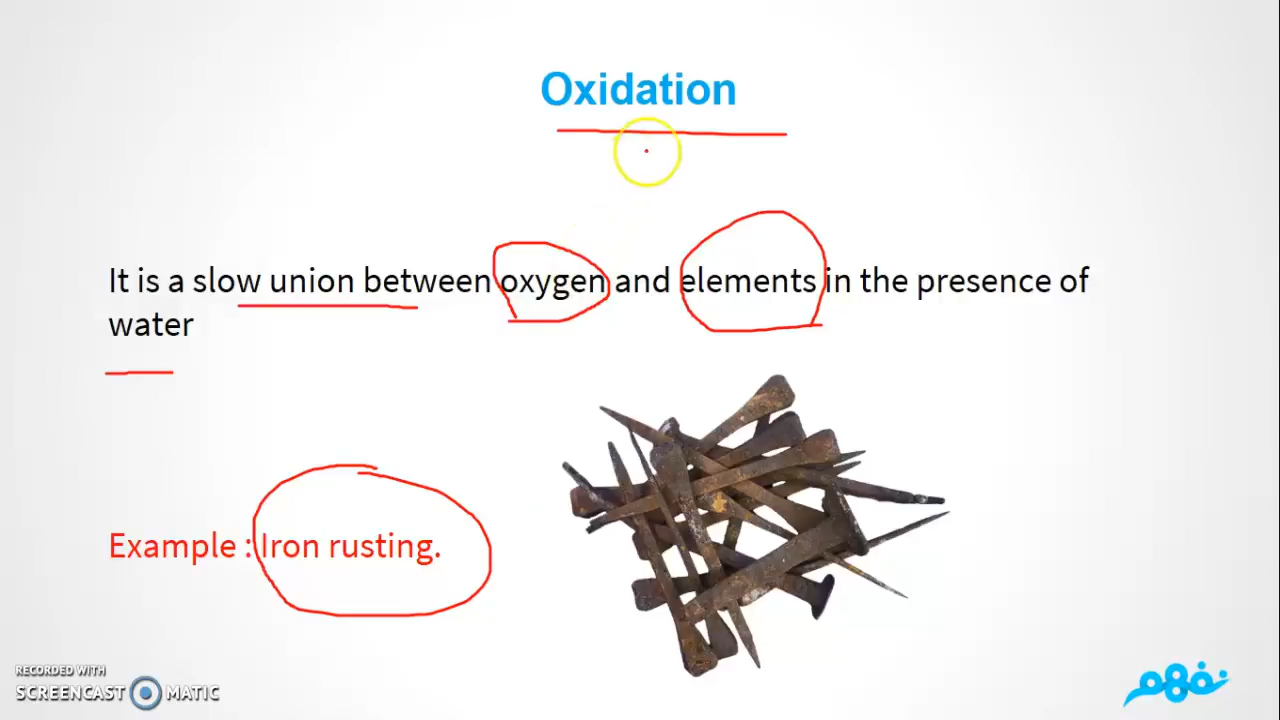 Oxidation
It is a slow union between oxygen and elements in the presence of
water
Example : Iron rusting.
RECORDED WITH
SCREENCAST MATIC
نفهم